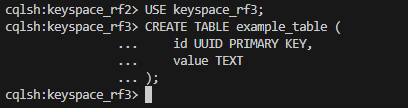 cqlsh:keyspace_rf2> USE keyspace_rf3;
cqlsh:keyspace_rf3> CREATE TABLE example_table (
                ...     id UUID PRIMARY KEY,
                ...     value TEXT
                ... );
cqlsh:keyspace_rf3>